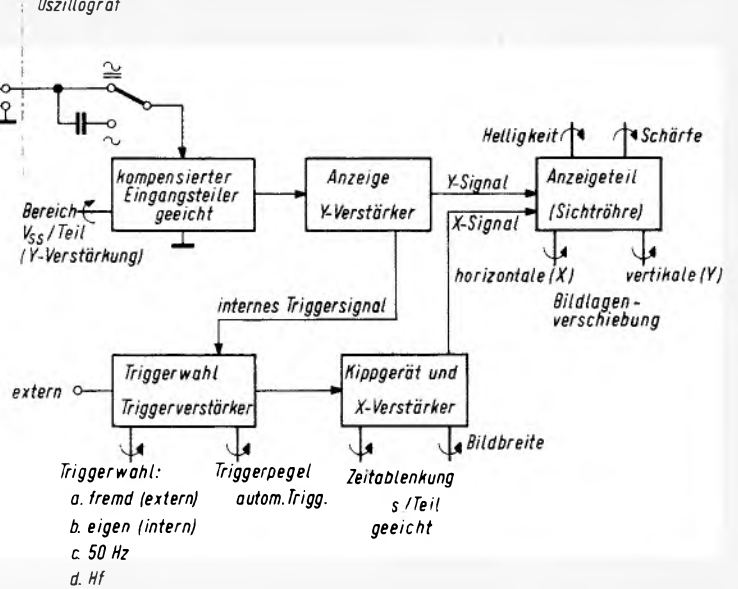 Oszillograf
kompensierter
Eingangsteiler
geeicht
Bereich
VSS/Teil
(Y-Verstärkung)
Anzeige
Y-Verstärker
Y-Signal
X-Signal
Helligkeit
Schärfe
Anzeigeteil
(Sichtröhre)
horizontale (X)
vertikale (Y)
Bildlagen-
verschiebung
internes Triggersignal
extern
Triggerwahl
Triggerverstärker
Kippgerät und
X-Verstärker
Bildbreite
Triggerwahl:
a. fremd (extern)
b. eigen (intern)
c. 50 Hz
d. Hf
Triggerpegel
autom. Trigg.
Zeitablenkung
s/Teil
geeicht